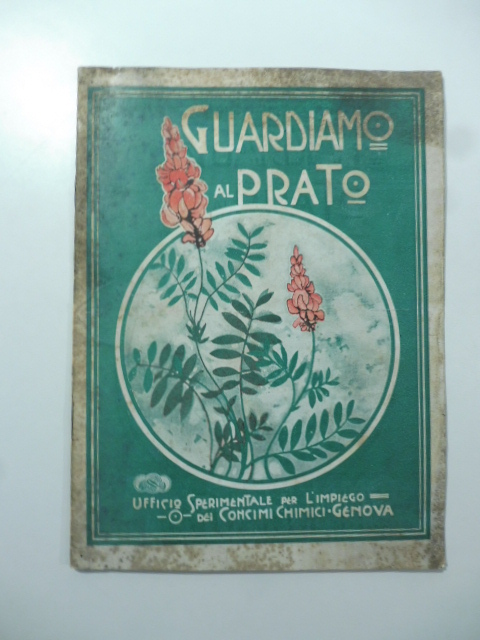 GUARDIAMO
AL PRATO
UFFICIO SPERIMENTALE PER L'IMPIEGO
DEI CONCIMI CHIMICI · GENOVA